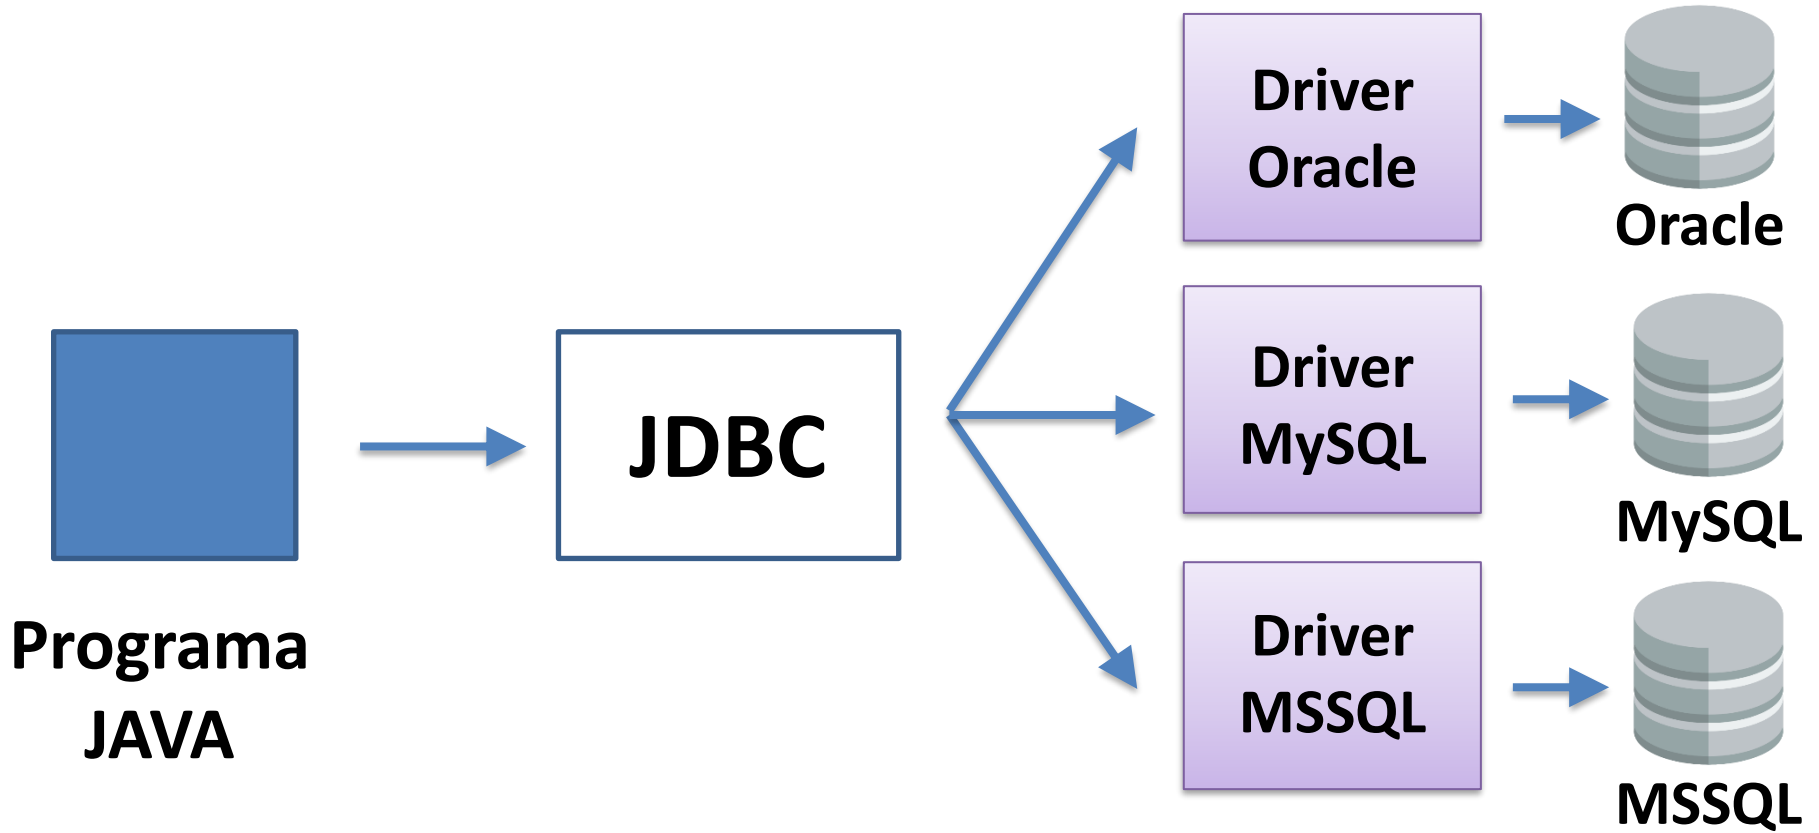 Programa
JAVA
JDBC
Driver
Oracle
Oracle
Driver
MySQL
MySQL
Driver
MSSQL
MSSQL